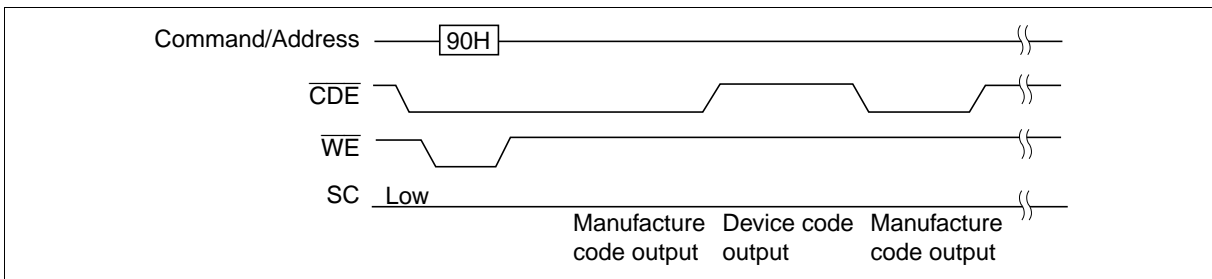 Command/Address
90H
CDE
WE
SC
Low
Manufacture code output
Device code output
Manufacture code output